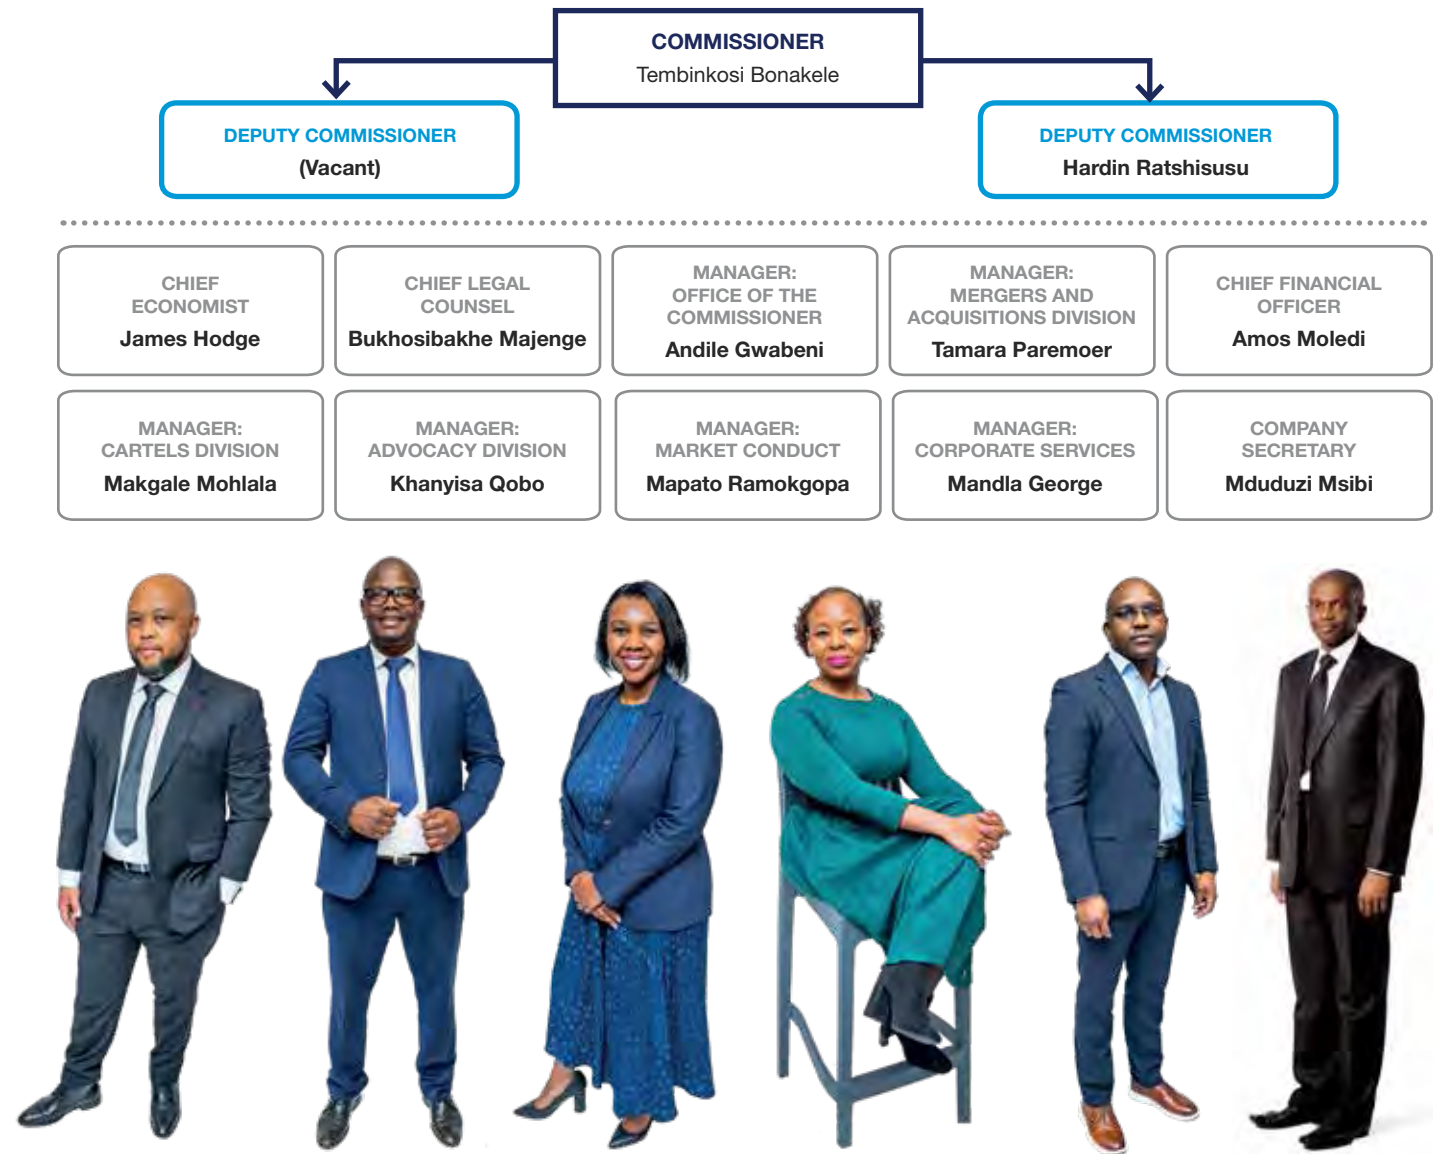 COMMISSIONER
Tembinkosi Bonakele
DEPUTY COMMISSIONER
(Vacant)
DEPUTY COMMISSIONER
Hardin Ratshisusu
CHIEF
ECONOMIST
James Hodge
CHIEF LEGAL
COUNSEL
Bukhosibakhe Majenge
MANAGER:
OFFICE OF THE
COMMISSIONER
Andile Gwabeni
MANAGER:
MERGERS AND
ACQUISITIONS DIVISION
Tamara Paremoer
CHIEF FINANCIAL
OFFICER
Amos Moledi
MANAGER:
CARTELS DIVISION
Makgale Mohlala
MANAGER:
ADVOCACY DIVISION
Khanyisa Qobo
MANAGER:
MARKET CONDUCT
Mapato Ramokgopa
MANAGER:
CORPORATE SERVICES
Mandla George
COMPANY
SECRETARY
Mduduzi Msibi